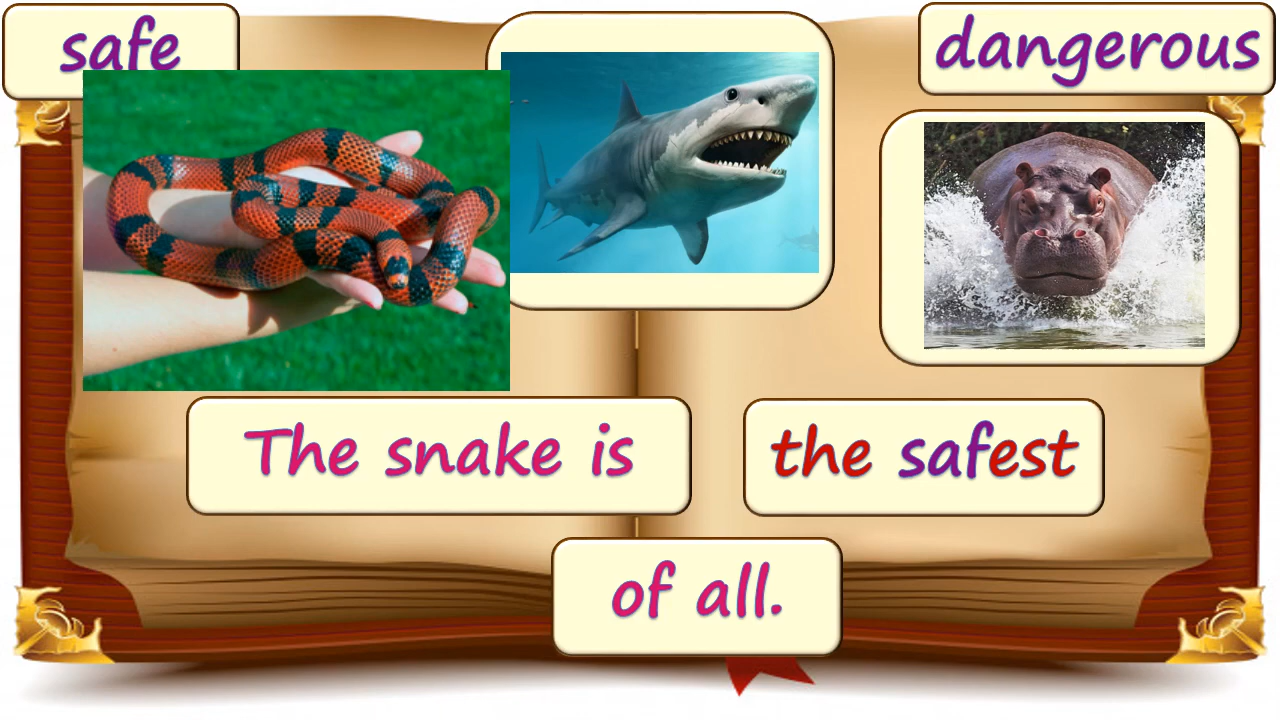 safe
dangerous
The snake is
the safest
of all.